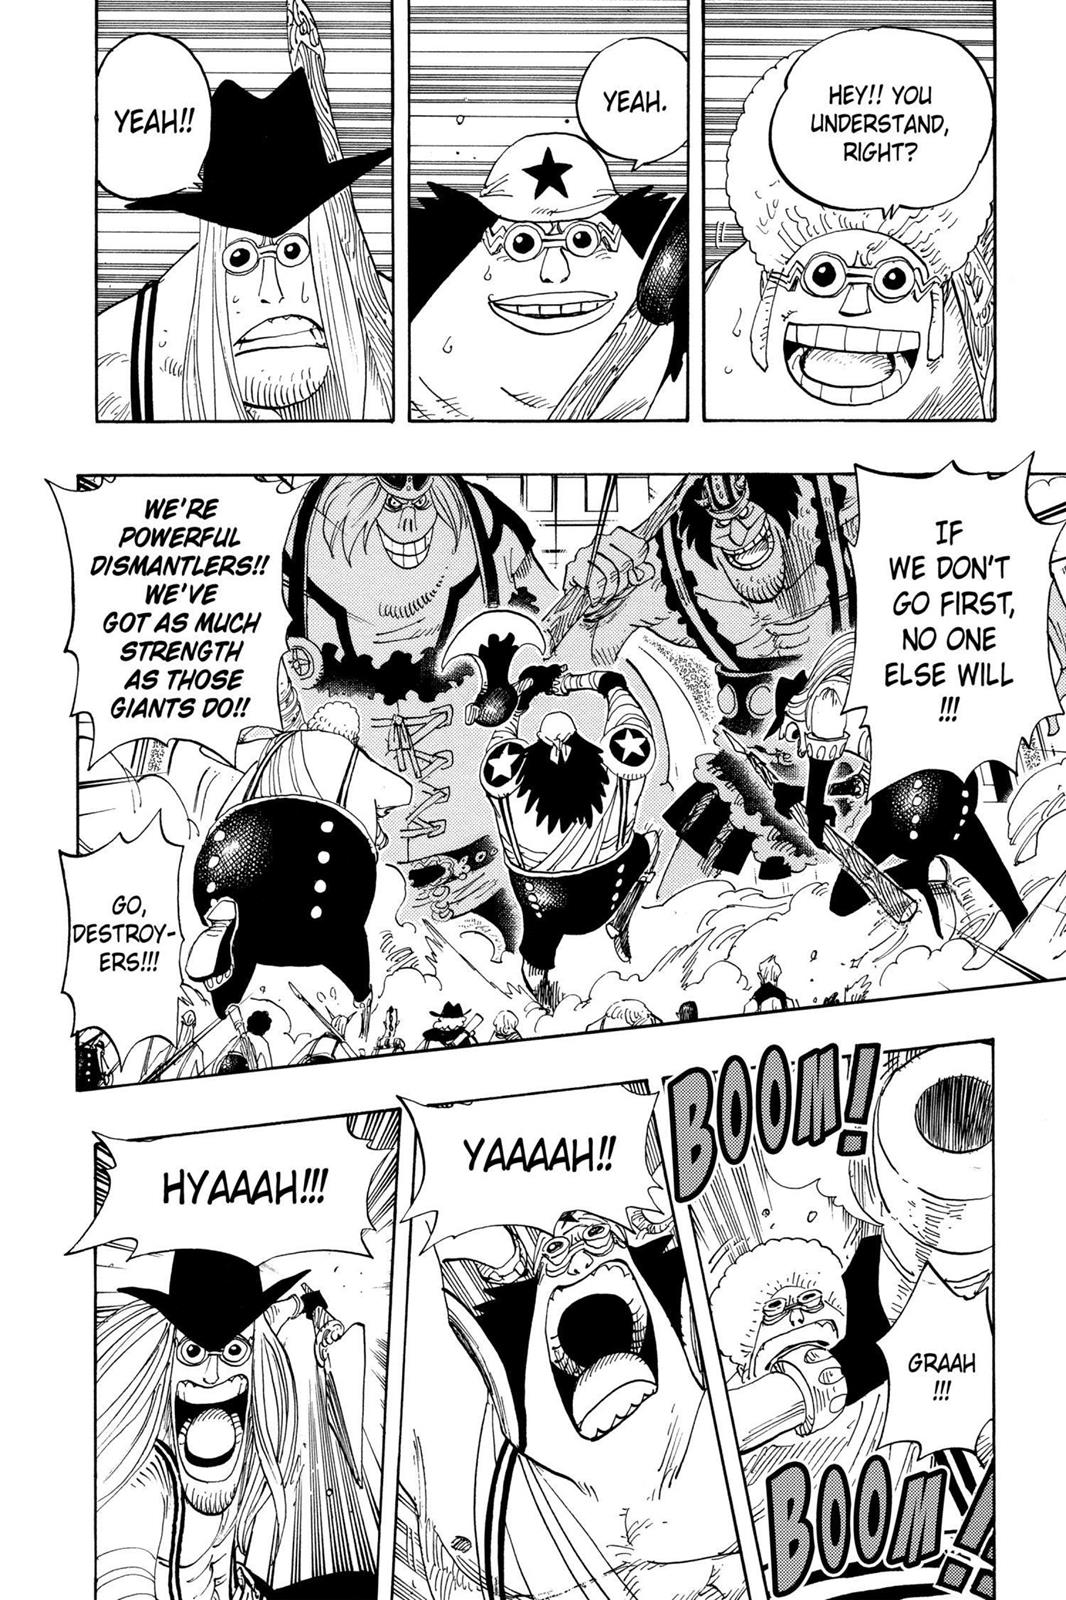 HEY!! YOU
UNDERSTAND,
RIGHT?
YEAH.
YEAH!!
IF
WE DON'T
GO FIRST,
NO ONE
ELSE WILL
!!!
WE'RE
POWERFUL
DISMANTLERS!!
WE'VE
GOT AS MUCH
STRENGTH
AS THOSE
GIANTS DO!!
GO,
DESTROY-
ERS!!!
BOOM!
GRAAH
!!!
BOOM!!
YAAAAH!!
HYAAAH!!!